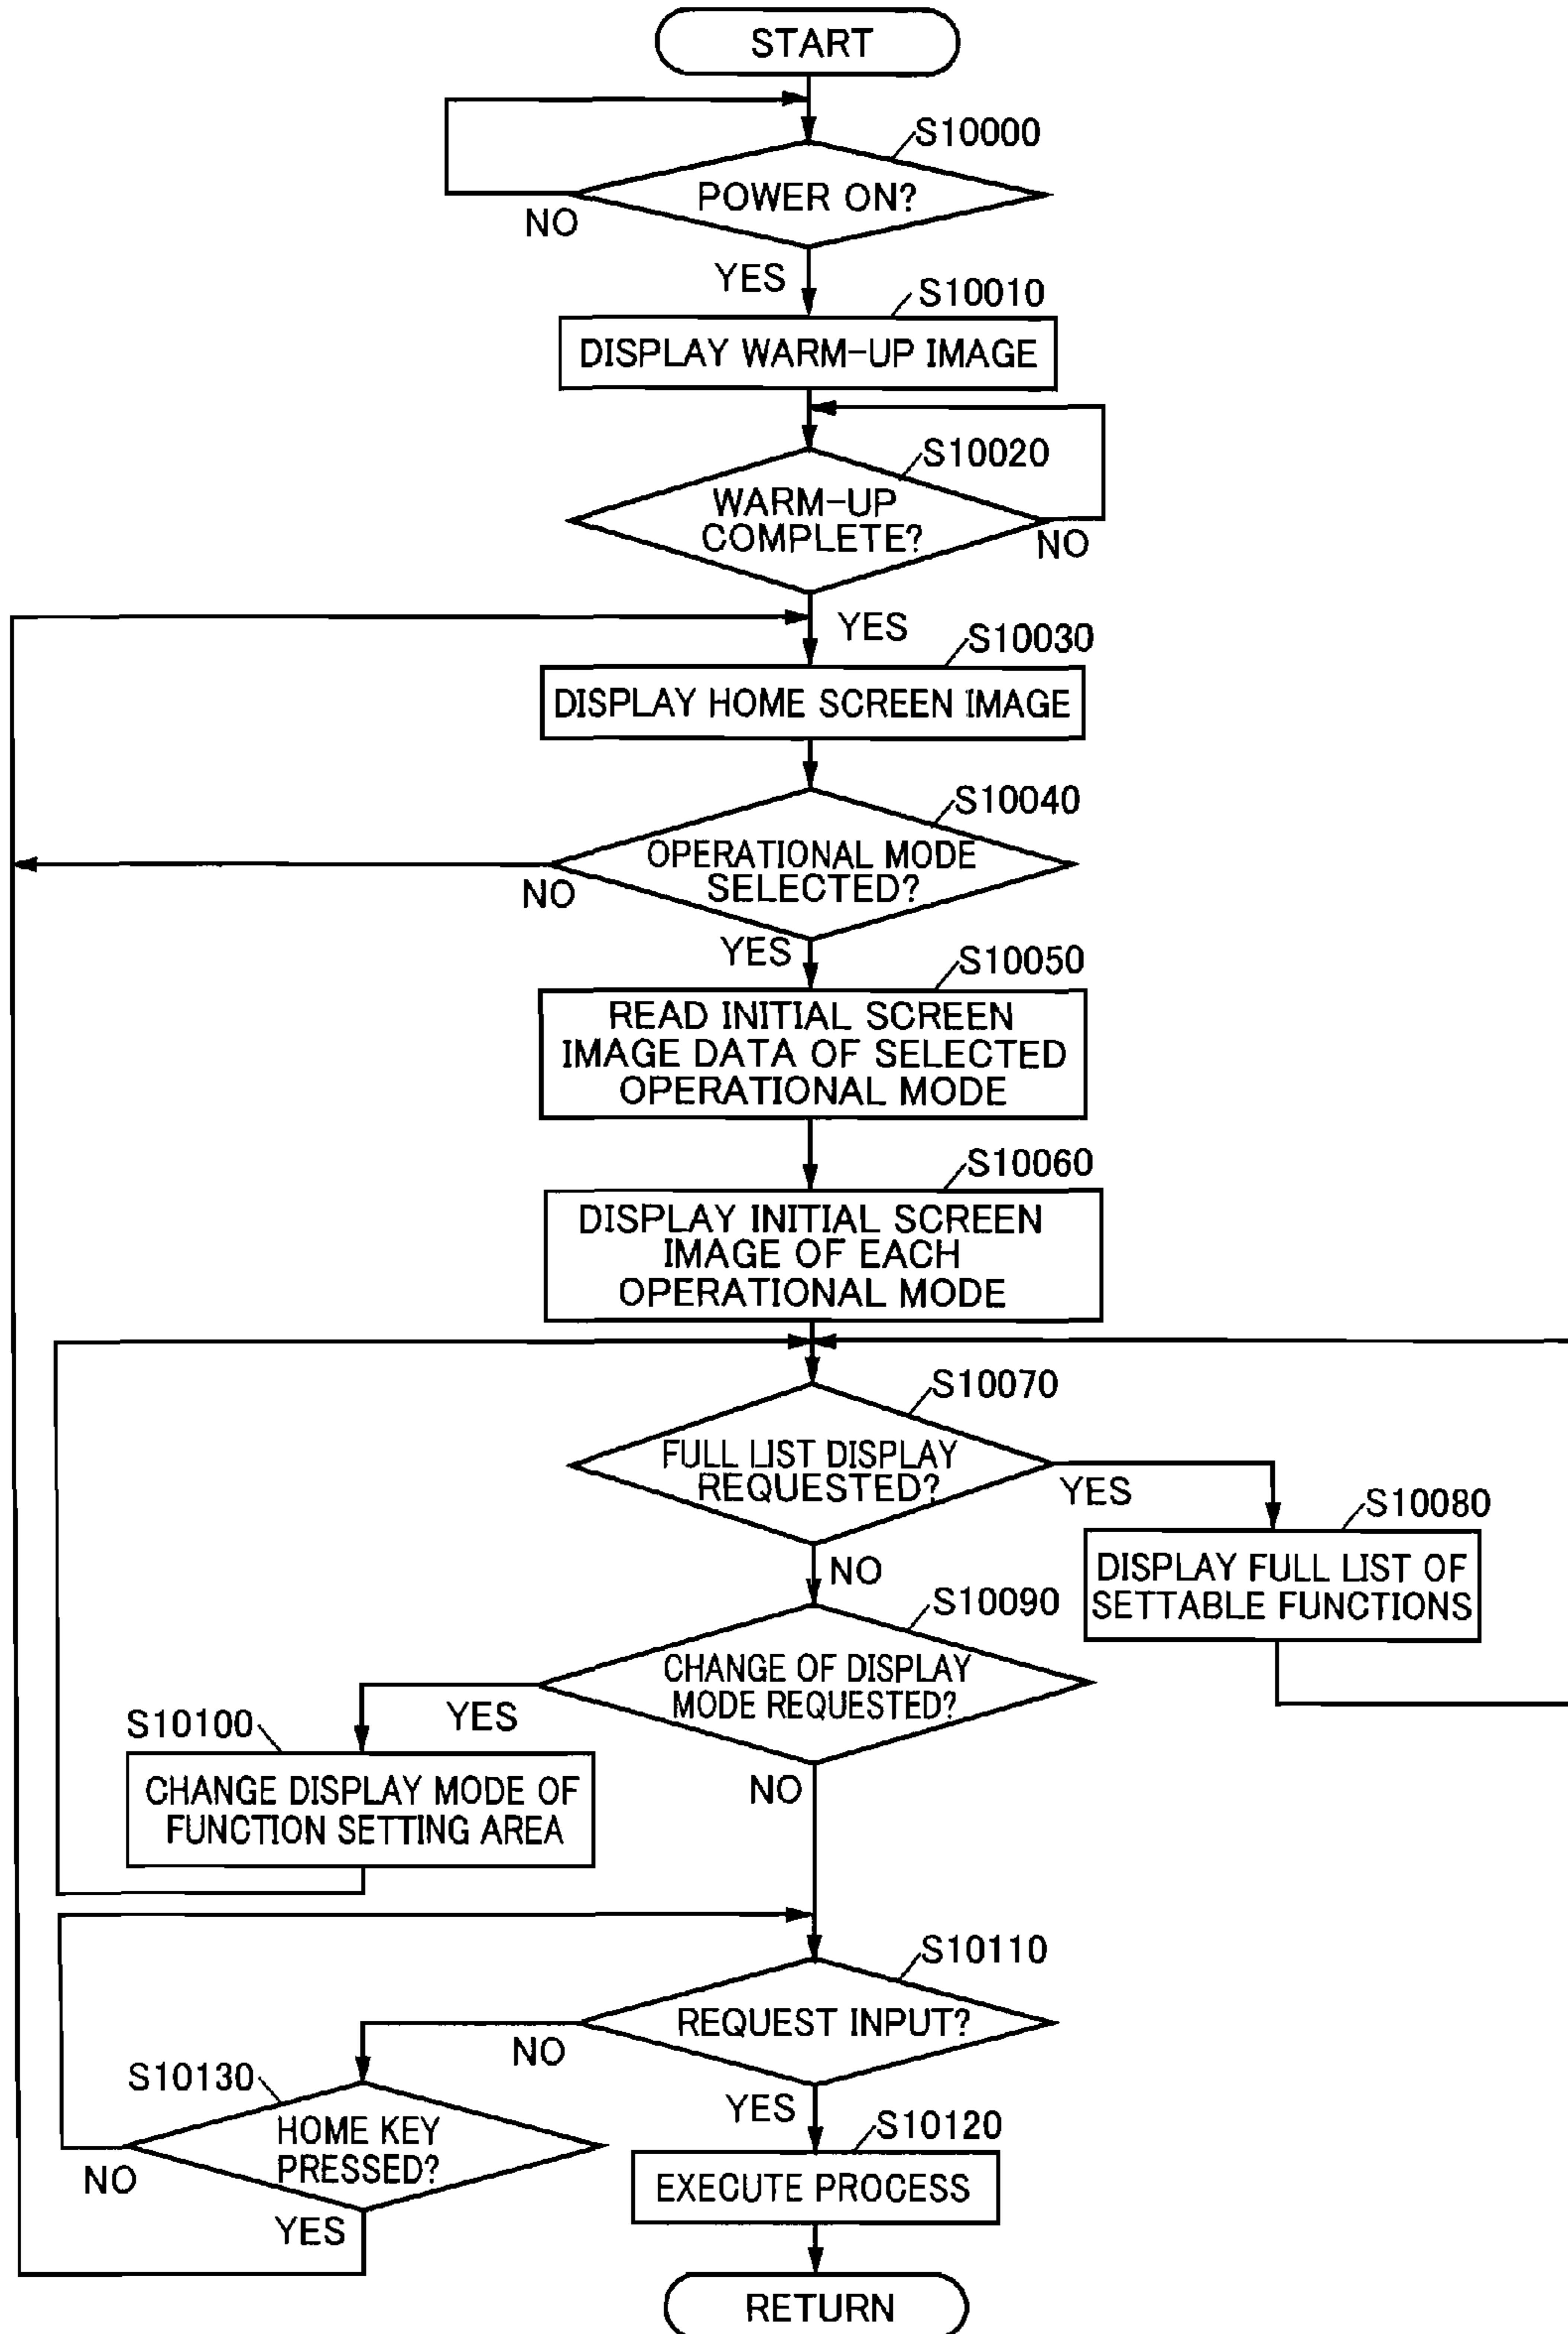 START
S10000
POWER ON?
NO
YES
S10010
DISPLAY WARM-UP IMAGE
S10020
WARM-UP
COMPLETE?
NO
YES
S10030
DISPLAY HOME SCREEN IMAGE
S10040
OPERATIONAL MODE
SELECTED?
NO
YES
S10050
READ INITIAL SCREEN
IMAGE DATA OF SELECTED
OPERATIONAL MODE
S10060
DISPLAY INITIAL SCREEN
IMAGE OF EACH
OPERATIONAL MODE
S10070
FULL LIST DISPLAY
REQUESTED?
YES
S10080
DISPLAY FULL LIST OF
SETTABLE FUNCTIONS
NO
S10090
CHANGE OF DISPLAY
MODE REQUESTED?
YES
S10100
CHANGE DISPLAY MODE OF
FUNCTION SETTING AREA
NO
S10110
REQUEST INPUT?
NO
S10130
HOME KEY
PRESSED?
NO
YES
YES
S10120
EXECUTE PROCESS
RETURN